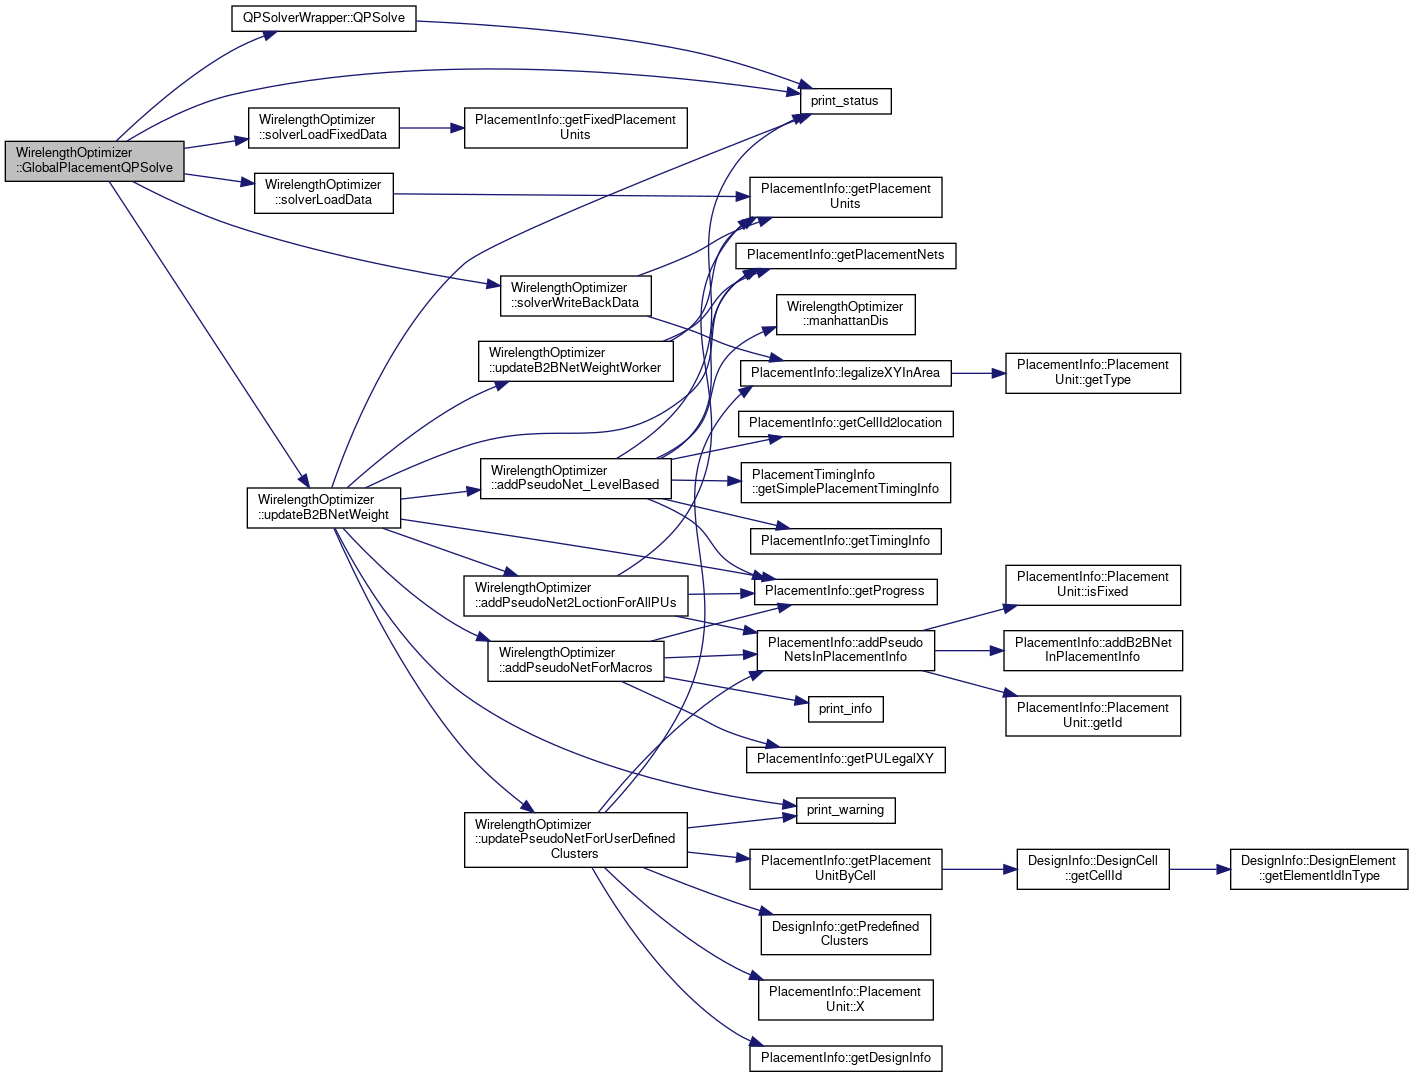 QPSolverWrapper::QPSolve
print_status
WirelengthOptimizer
::solverLoadFixedData
PlacementInfo::getFixedPlacement
Units
WirelengthOptimizer
::GlobalPlacementQPSolve
WirelengthOptimizer
::solverLoadData
PlacementInfo::getPlacement
Units
PlacementInfo::getPlacementNets
WirelengthOptimizer
::solverWriteBackData
WirelengthOptimizer
::manhattanDis
WirelengthOptimizer
::updateB2BNetWeightWorker
PlacementInfo::legalizeXYInArea
PlacementInfo::Placement
Unit::getType
PlacementInfo::getCellId2location
WirelengthOptimizer
::addPseudoNet_LevelBased
PlacementTimingInfo
::getSimplePlacementTimingInfo
WirelengthOptimizer
::updateB2BNetWeight
PlacementInfo::getTimingInfo
WirelengthOptimizer
::addPseudoNet2LoctionForAllPUs
PlacementInfo::getProgress
PlacementInfo::Placement
Unit::isFixed
WirelengthOptimizer
::addPseudoNetForMacros
PlacementInfo::addPseudo
NetsInPlacementInfo
PlacementInfo::addB2BNet
InPlacementInfo
print_info
PlacementInfo::Placement
Unit::getId
PlacementInfo::getPULegalXY
print_warning
WirelengthOptimizer
::updatePseudoNetForUserDefined
Clusters
PlacementInfo::getPlacement
UnitByCell
DesignInfo::DesignCell
::getCellId
DesignInfo::DesignElement
::getElementIdInType
DesignInfo::getPredefined
Clusters
PlacementInfo::Placement
Unit::X
PlacementInfo::getDesignInfo